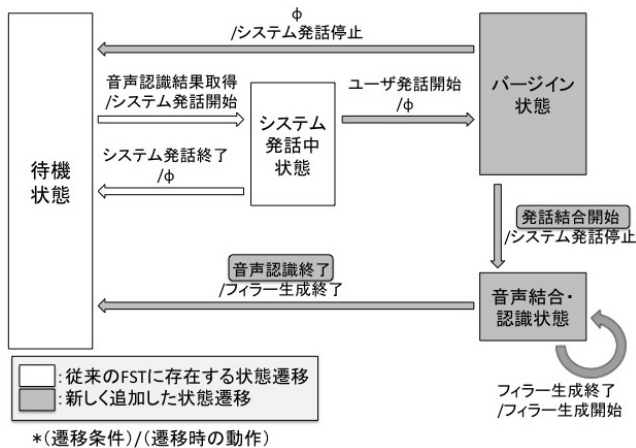 φ
/システム発話停止
音声認識結果取得
/システム発話開始
ユーザ発話開始
/φ
バージイン
状態
システム
発話中
状態
待機
状態
システム発話終了
/φ
発話結合開始
/システム発話停止
音声認識終了
/フィラー生成終了
音声結合・
認識状態
フィラー生成終了
/フィラー生成開始
:従来のFSTに存在する状態遷移
:新しく追加した状態遷移
*(遷移条件)/(遷移時の動作)